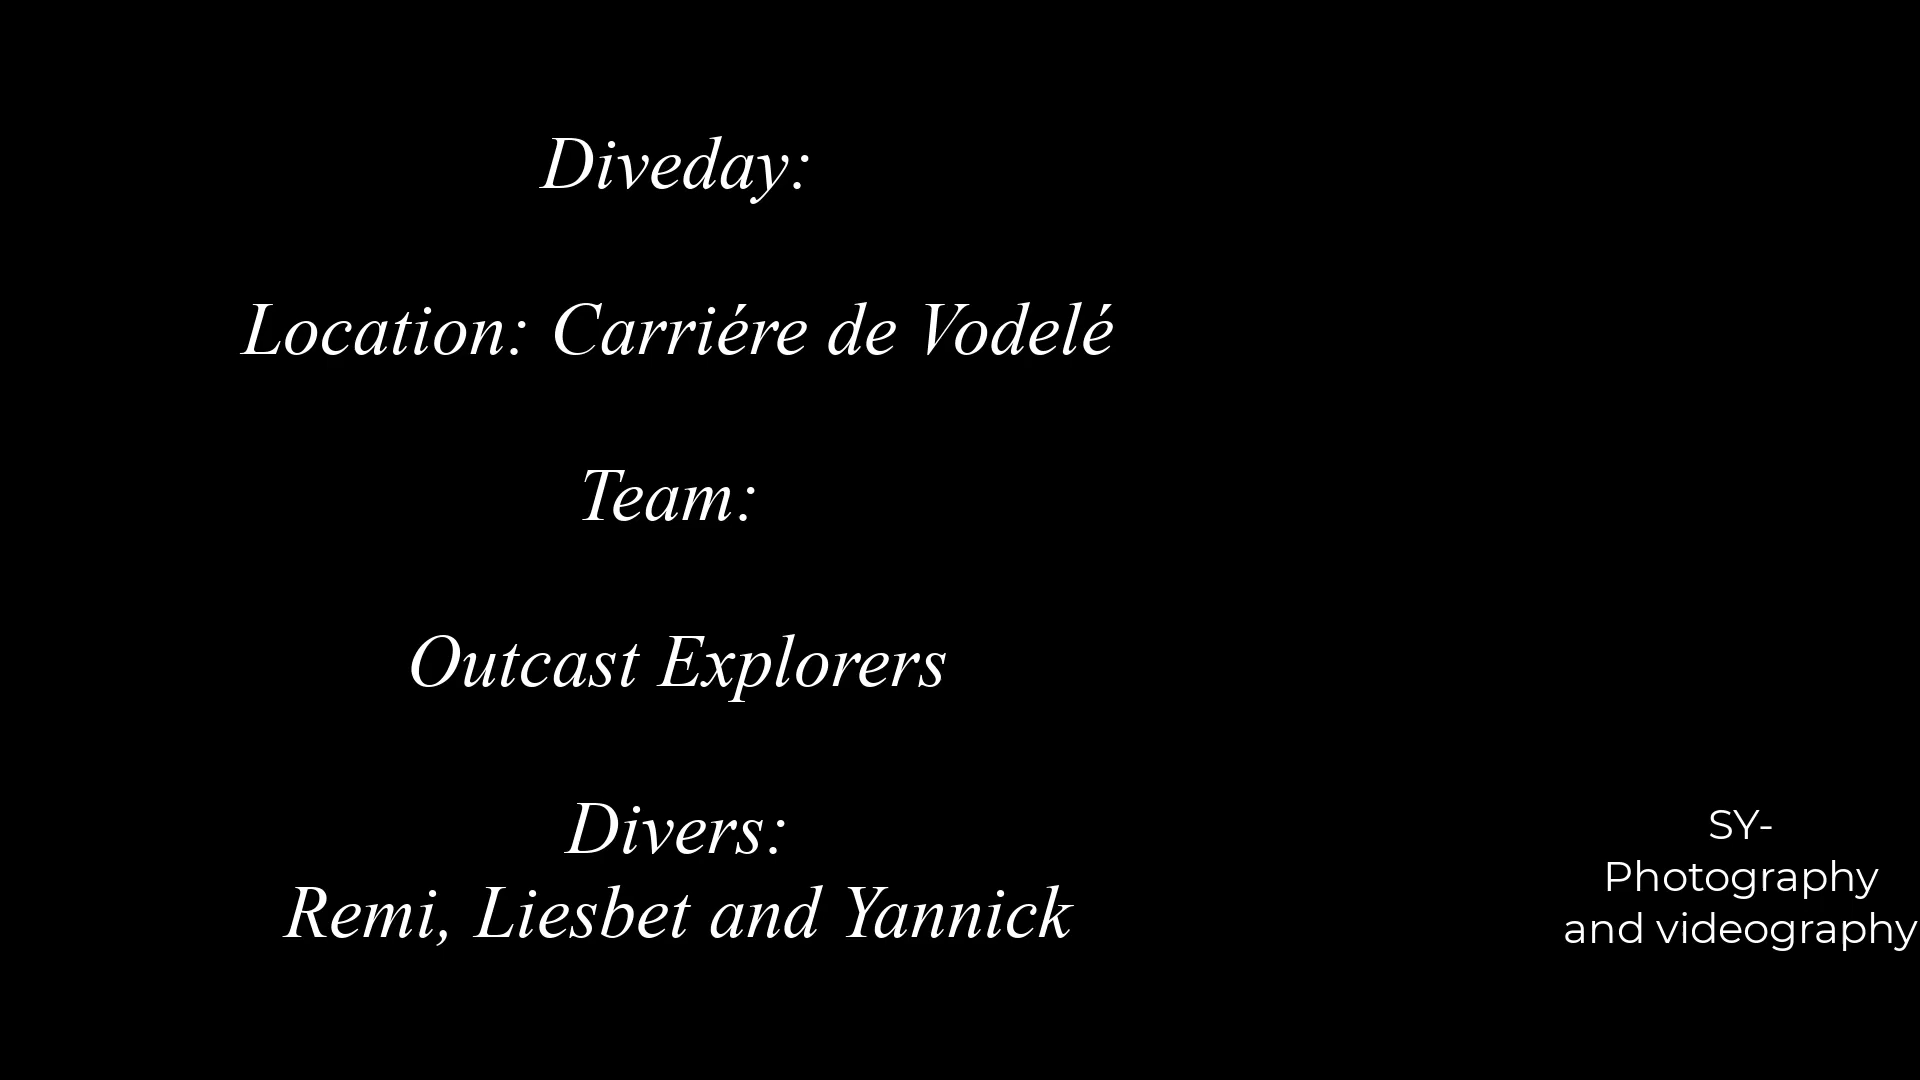 Diveday:
Location: Carriére de Vodelé
Team:
Outcast Explorers
Divers:
Remi, Liesbet and Yannick
SY-
Photography
and videography